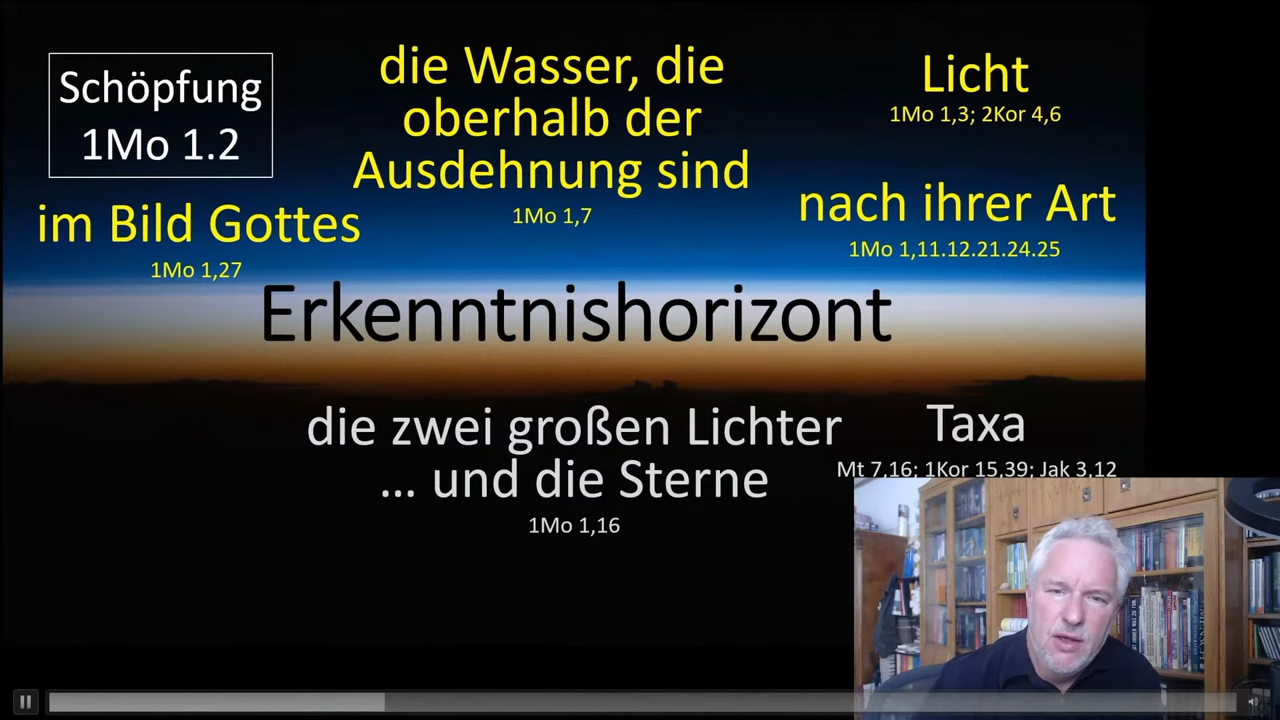 Schöpfung
1Mo 1.2
die Wasser, die
oberhalb der
Ausdehnung sind
1Mo 1,7
Licht
1Mo 1,3; 2Kor 4,6
im Bild Gottes
1Mo 1,27
nach ihrer Art
1Mo 1,11.12.21.24.25
Erkenntnishorizont
die zwei großen Lichter
... und die Sterne
1Mo 1,16
Taxa
Mt 7,16; 1Kor 15,39; Jak 3,12